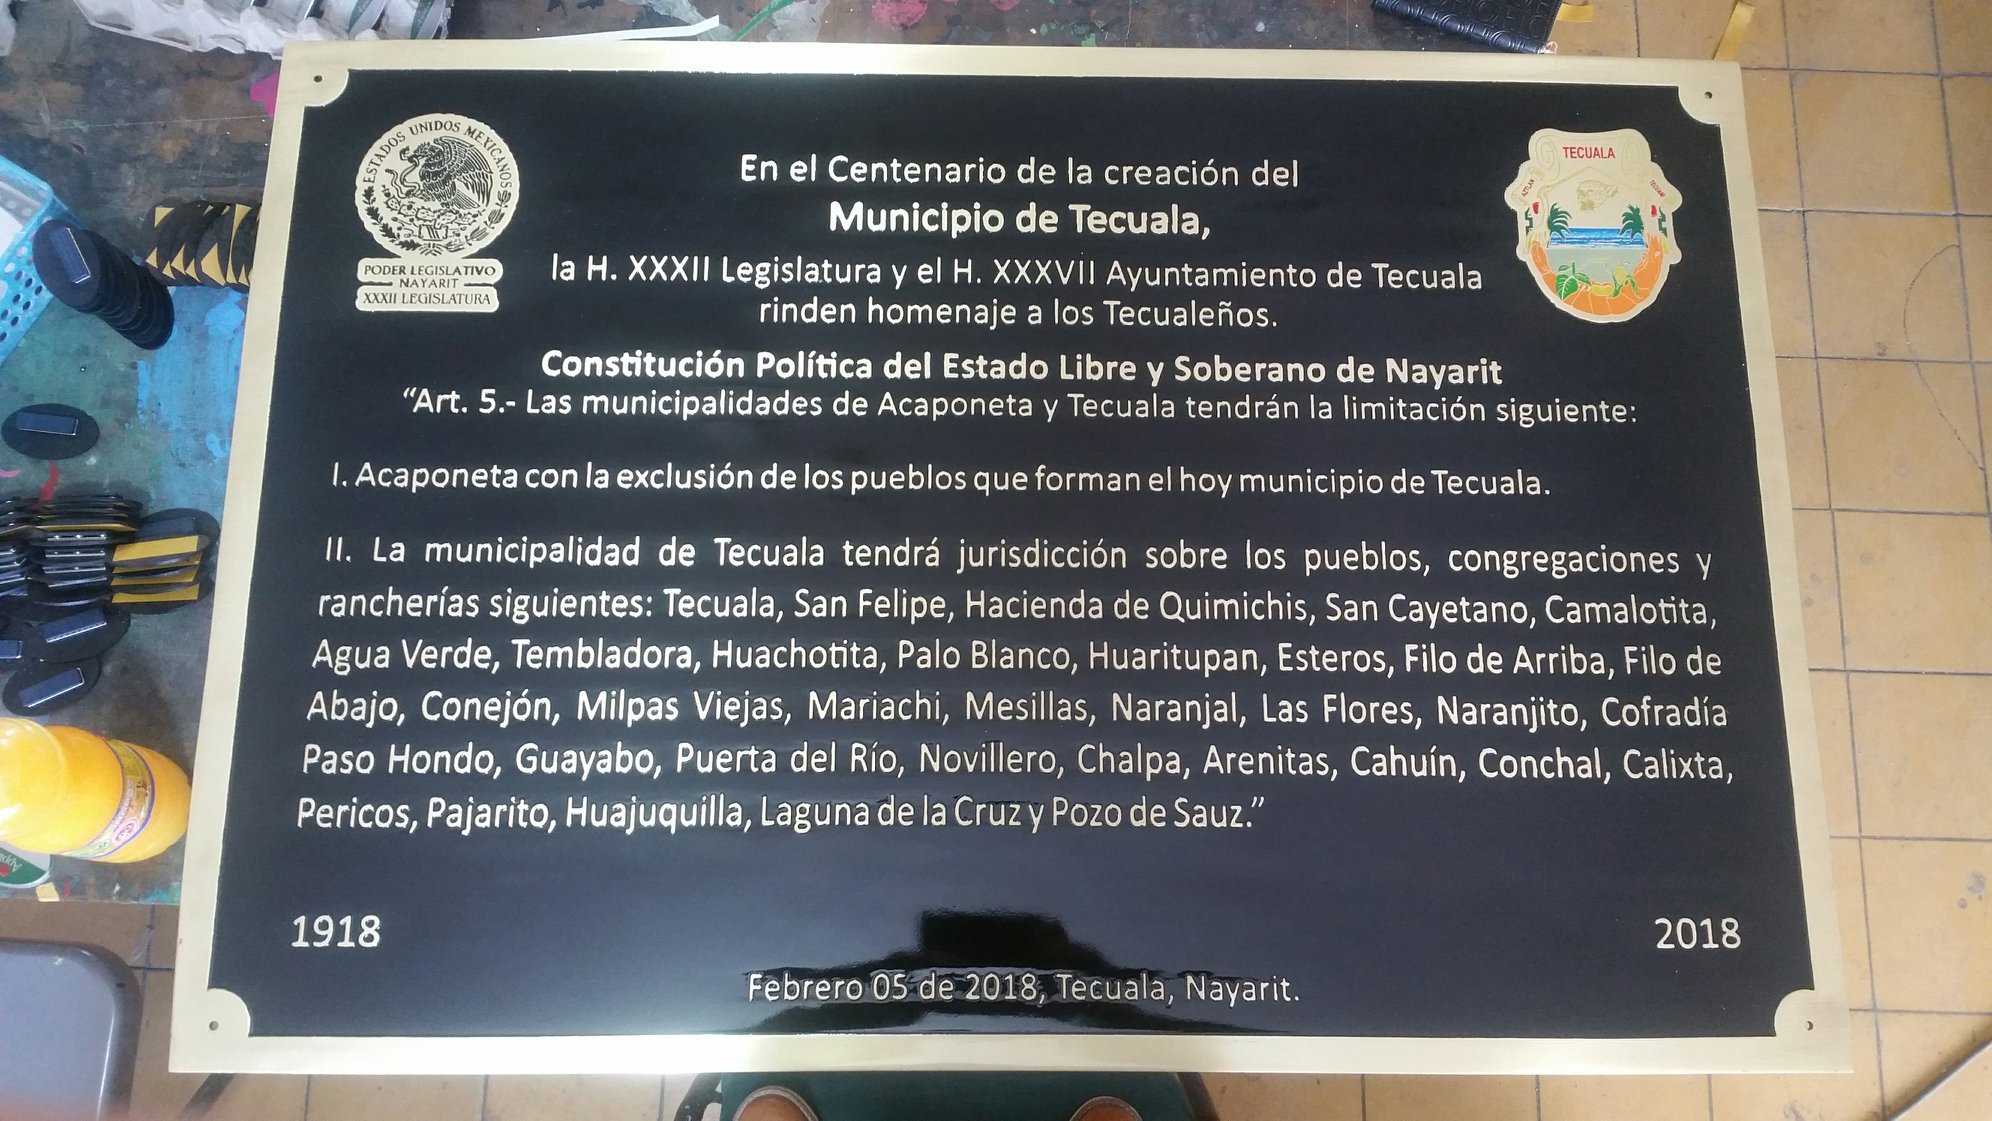 ESTADOS UNIDOS MEXICANOS
PODER LEGISLATIVO
NAYARIT
XXXII LEGISLATURA
TECUALA
AZTLAN
En el Centenario de la creación del
Municipio de Tecuala,
la H. XXXII Legislatura y el H. XXXVII Ayuntamiento de Tecuala
rinden homenaje a los Tecualeños.
Constitución Política del Estado Libre y Soberano de Nayarit
“Art. 5.- Las municipalidades de Acaponeta y Tecuala tendrán la limitación siguiente:
I. Acaponeta con la exclusión de los pueblos que forman el hoy municipio de Tecuala.
II. La municipalidad de Tecuala tendrá jurisdicción sobre los pueblos, congregaciones y
rancherías siguientes: Tecuala, San Felipe, Hacienda de Quimichis, San Cayetano, Camalotita,
Agua Verde, Tembladora, Huachotita, Palo Blanco, Huaritupan, Esteros, Filo de Arriba, Filo de
Abajo, Conejón, Milpas Viejas, Mariachi, Mesillas, Naranjal, Las Flores, Naranjito, Cofradía
Paso Hondo, Guayabo, Puerta del Río, Novillero, Chalpa, Arenitas, Cahuín, Conchal, Calixta,
Pericos, Pajarito, Huajuquilla, Laguna de la Cruz y Pozo de Sauz.”
1918
2018
Febrero 05 de 2018, Tecuala, Nayarit.